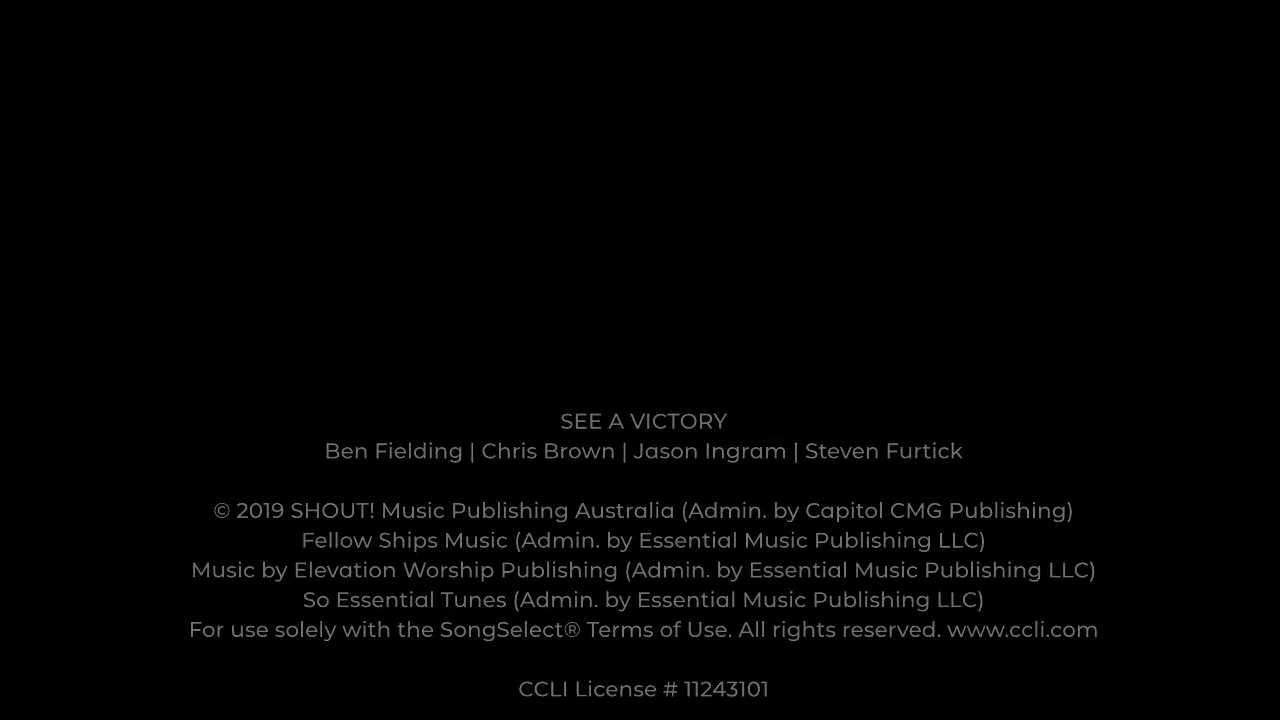 SEE A VICTORY
Ben Fielding | Chris Brown | Jason Ingram | Steven Furtick
© 2019 SHOUT! Music Publishing Australia (Admin. by Capitol CMG Publishing)
Fellow Ships Music (Admin. by Essential Music Publishing LLC)
Music by Elevation Worship Publishing (Admin. by Essential Music Publishing LLC)
So Essential Tunes (Admin. by Essential Music Publishing LLC)
For use solely with the SongSelect® Terms of Use. All rights reserved. www.ccli.com
CCLI License # 11243101